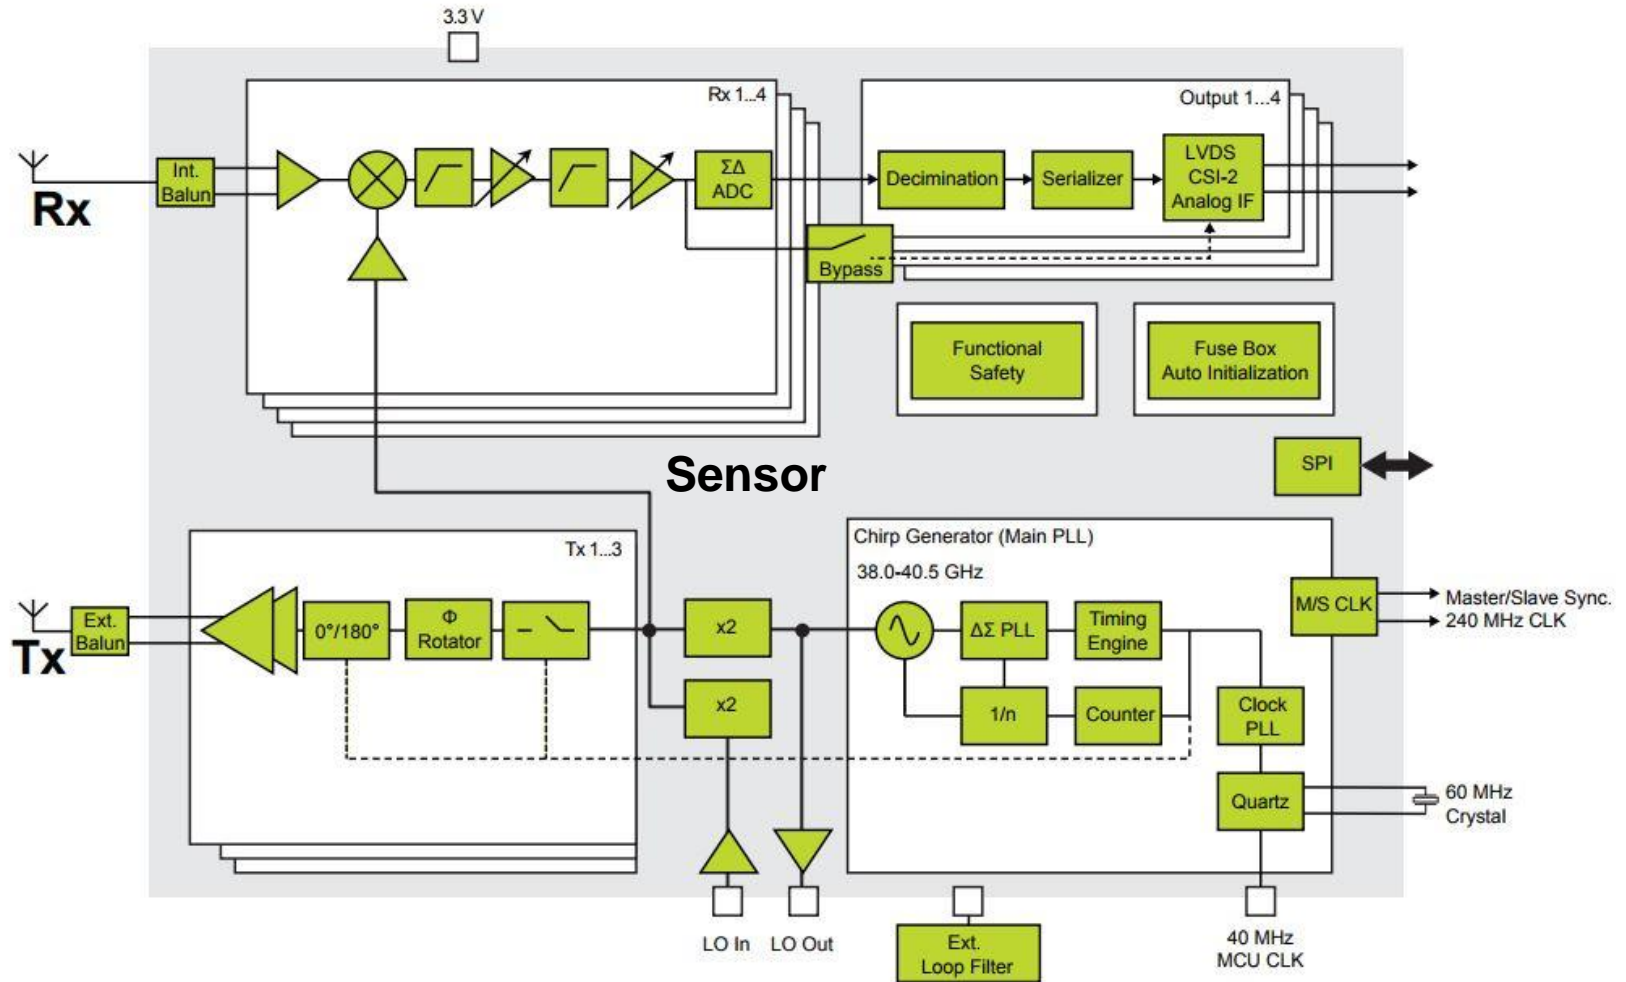 3.3 V
Rx 1...4
Output 1...4
Int.
Balun
Rx
ΣΔ
ADC
Decimination
Serializer
LVDS
CSI-2
Analog IF
Bypass
Functional
Safety
Fuse Box
Auto Initialization
Sensor
SPI
Tx 1...3
Chirp Generator (Main PLL)
38.0-40.5 GHz
Ext.
Balun
Tx
0°/180°
Φ
Rotator
x2
x2
ΔΣ PLL
Timing
Engine
1/n
Counter
M/S CLK
Master/Slave Sync.
240 MHz CLK
Clock
PLL
Quartz
60 MHz
Crystal
LO In
LO Out
Ext.
Loop Filter
40 MHz
MCU CLK